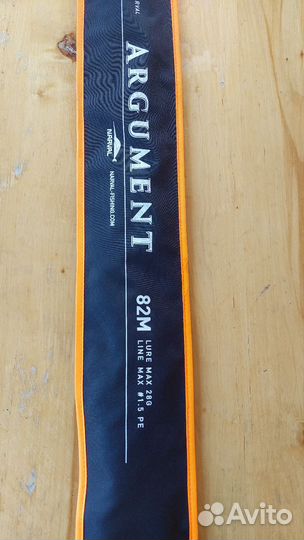 ARGUMENT
NARVAL
NARVAL-FISHING.COM
82M
LURE MAX 28G
LINE MAX #1.5 PE
Avito